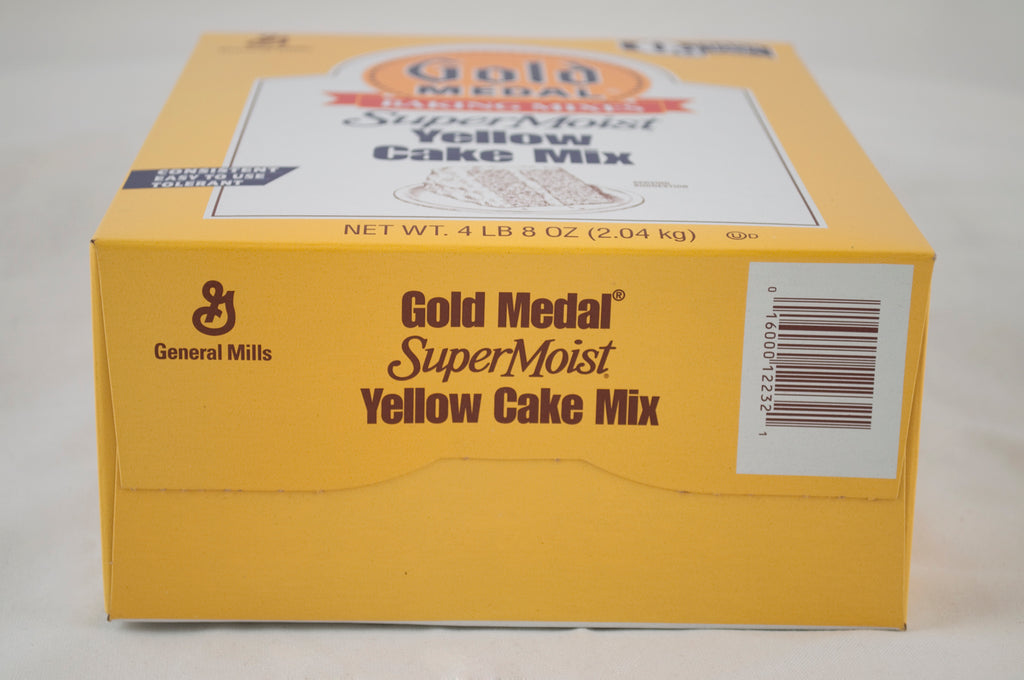 Gold
MEDAL
BAKING MIXES
SuperMoist
Yellow
Cake Mix
CONSISTENT
EASY TO USE
TOLERANT
NET WT. 4 LB 8 OZ (2.04 kg) U D
Gold Medal®
SuperMoist®
Yellow Cake Mix
General Mills
0 16000 12232 1